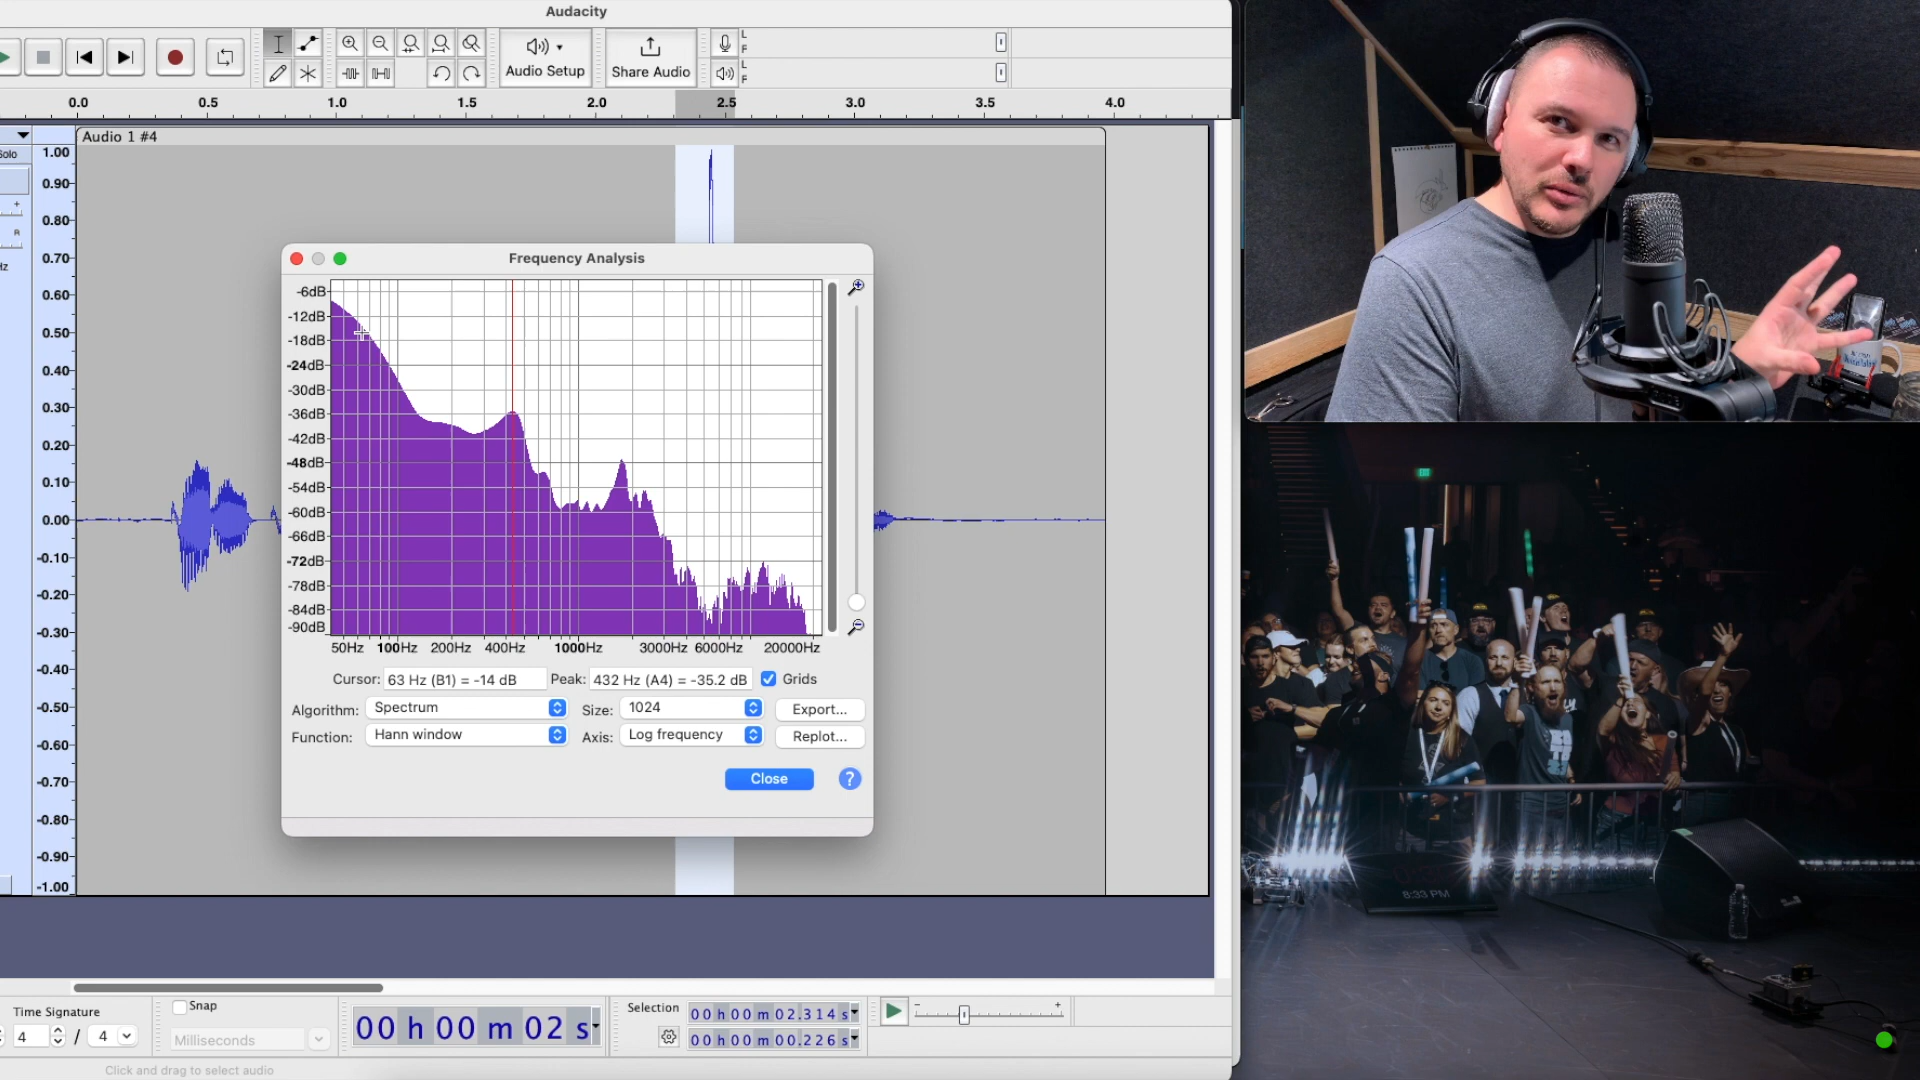 Audacity
Audio Setup
Share Audio
L
F
L
F
0.0 0.5 1.0 1.5 2.0 2.5 3.0 3.5 4.0
Audio 1 #4
Solo
R
Hz
1.00
0.90
0.80
0.70
0.60
0.50
0.40
0.30
0.20
0.10
0.00
-0.10
-0.20
-0.30
-0.40
-0.50
-0.60
-0.70
-0.80
-0.90
-1.00
Frequency Analysis
-6dB
-12dB
-18dB
-24dB
-30dB
-36dB
-42dB
-48dB
-54dB
-60dB
-66dB
-72dB
-78dB
-84dB
-90dB
50Hz 100Hz 200Hz 400Hz 1000Hz 3000Hz 6000Hz 20000Hz
Cursor: 63 Hz (B1) = -14 dB Peak: 432 Hz (A4) = -35.2 dB Grids
Algorithm: Spectrum Size: 1024 Export...
Function: Hann window Axis: Log frequency Replot...
Close ?
Time Signature
4 / 4
Snap
Milliseconds
00 h 00 m 02 s
Selection
00 h 00 m 02.314 s
00 h 00 m 00.226 s
- +
Click and drag to select audio
8:33 PM